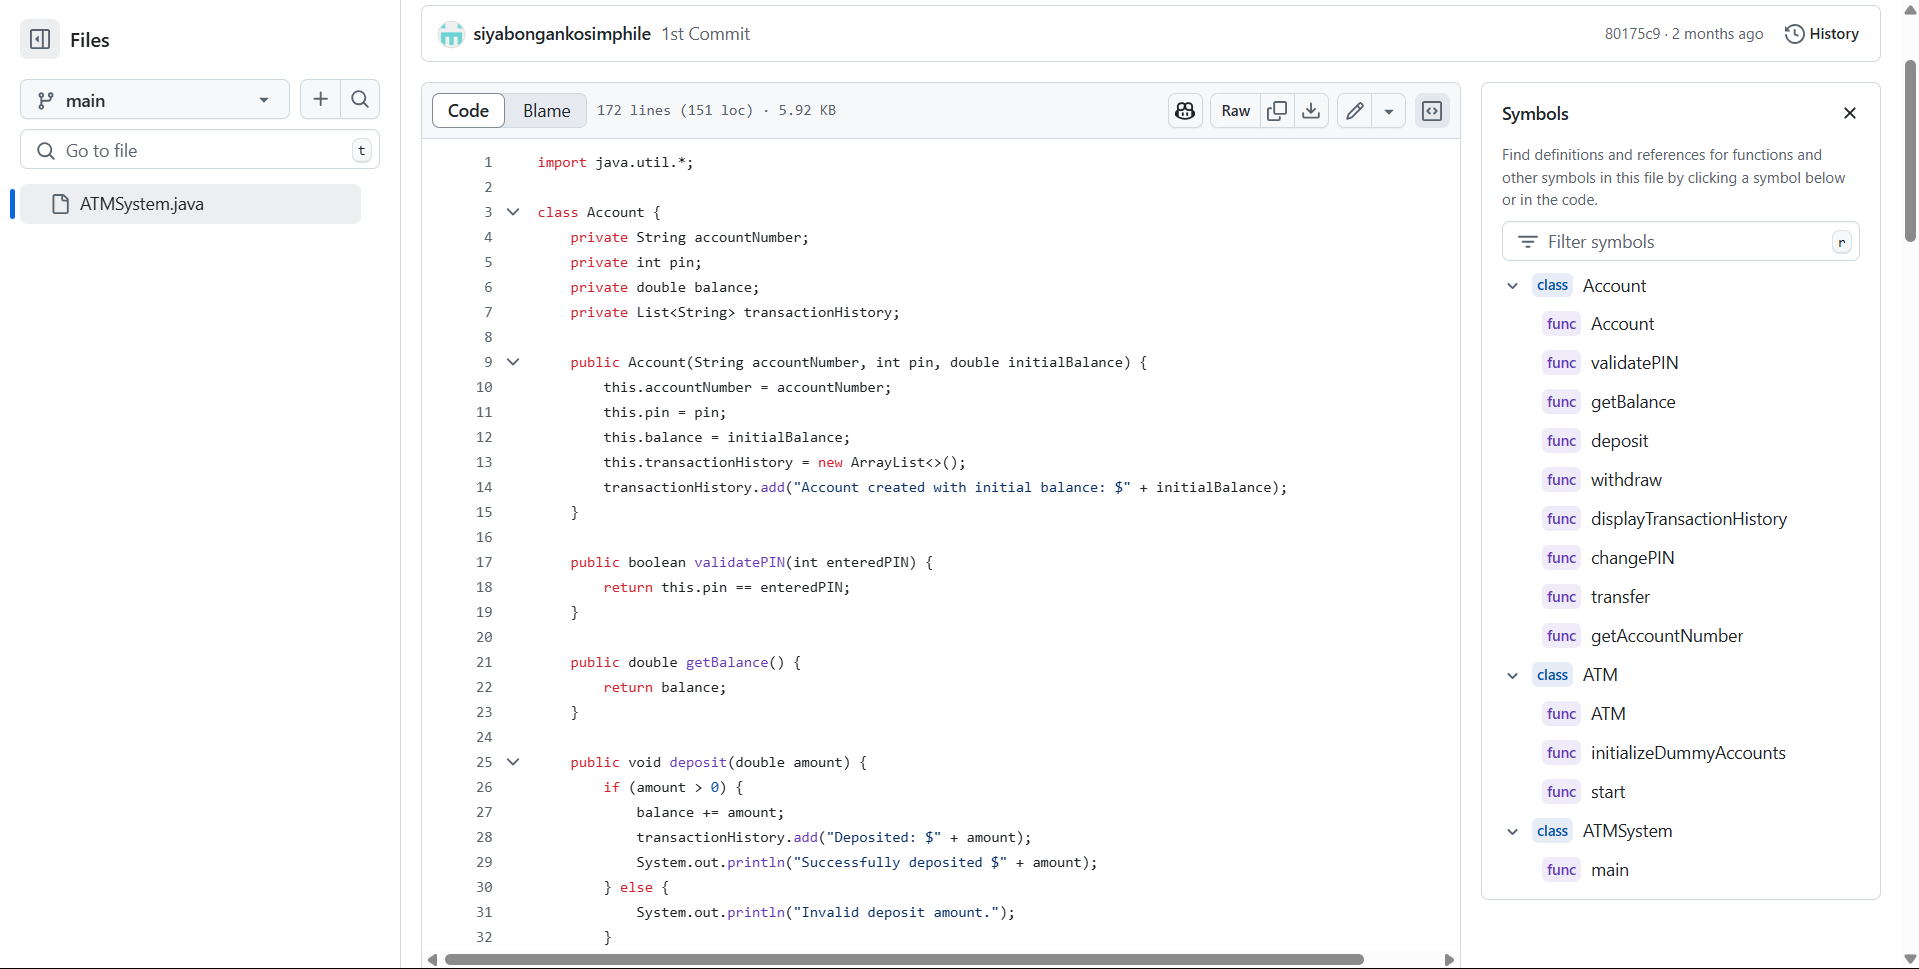 Files
main
Go to file
t
ATMSystem.java
siyabongankosimphile 1st Commit
80175c9 · 2 months ago
History
Code
Blame
172 lines (151 loc) · 5.92 KB
Raw
1 import java.util.*;
2
3 class Account {
4     private String accountNumber;
5     private int pin;
6     private double balance;
7     private List<String> transactionHistory;
8
9     public Account(String accountNumber, int pin, double initialBalance) {
10         this.accountNumber = accountNumber;
11         this.pin = pin;
12         this.balance = initialBalance;
13         this.transactionHistory = new ArrayList<>();
14         transactionHistory.add("Account created with initial balance: $" + initialBalance);
15     }
16
17     public boolean validatePIN(int enteredPIN) {
18         return this.pin == enteredPIN;
19     }
20
21     public double getBalance() {
22         return balance;
23     }
24
25     public void deposit(double amount) {
26         if (amount > 0) {
27             balance += amount;
28             transactionHistory.add("Deposited: $" + amount);
29             System.out.println("Successfully deposited $" + amount);
30         } else {
31             System.out.println("Invalid deposit amount.");
32         }
Symbols
Find definitions and references for functions and
other symbols in this file by clicking a symbol below
or in the code.
Filter symbols
r
class Account
func Account
func validatePIN
func getBalance
func deposit
func withdraw
func displayTransactionHistory
func changePIN
func transfer
func getAccountNumber
class ATM
func ATM
func initializeDummyAccounts
func start
class ATMSystem
func main